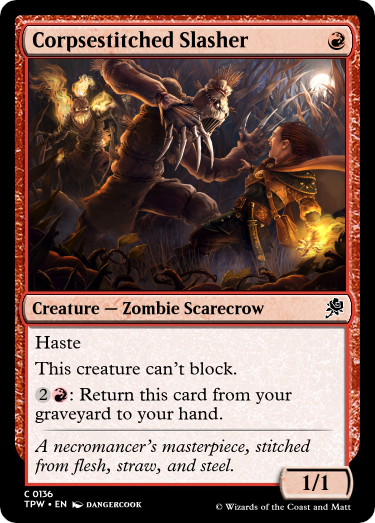 Corpsestitched Slasher
Creature — Zombie Scarecrow
Haste
This creature can't block.
2: Return this card from your
graveyard to your hand.
A necromancer's masterpiece, stitched
from flesh, straw, and steel.
1/1
C 0136
TPW • EN DANGERCOOK
© Wizards of the Coast and Matt